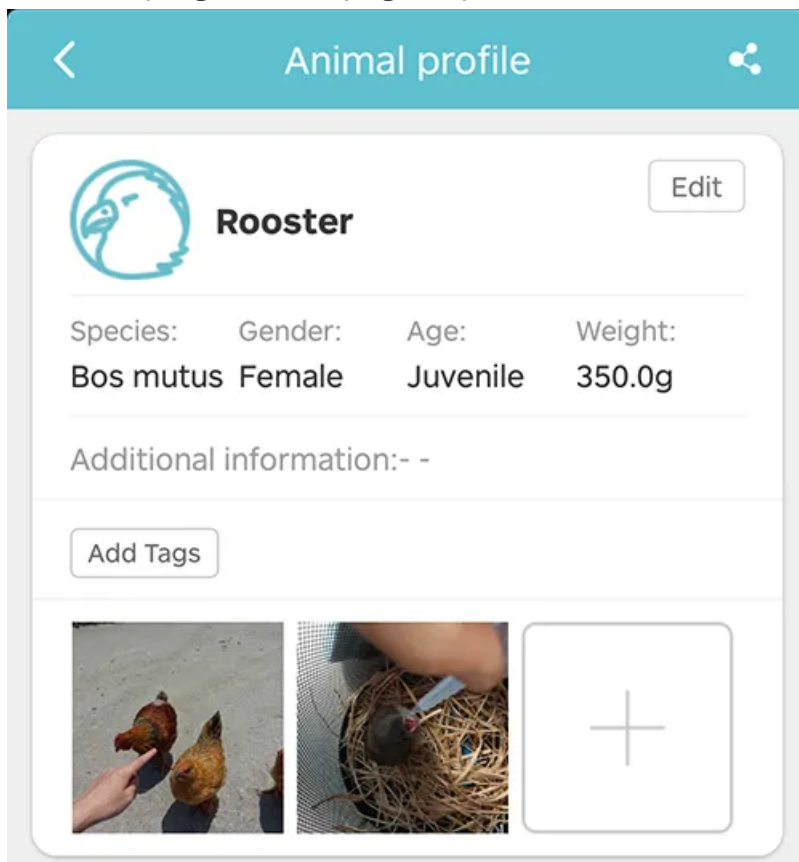 Animal profile
Edit
Rooster
Species: Gender: Age: Weight:
Bos mutus Female Juvenile 350.0g
Additional information:- -
Add Tags